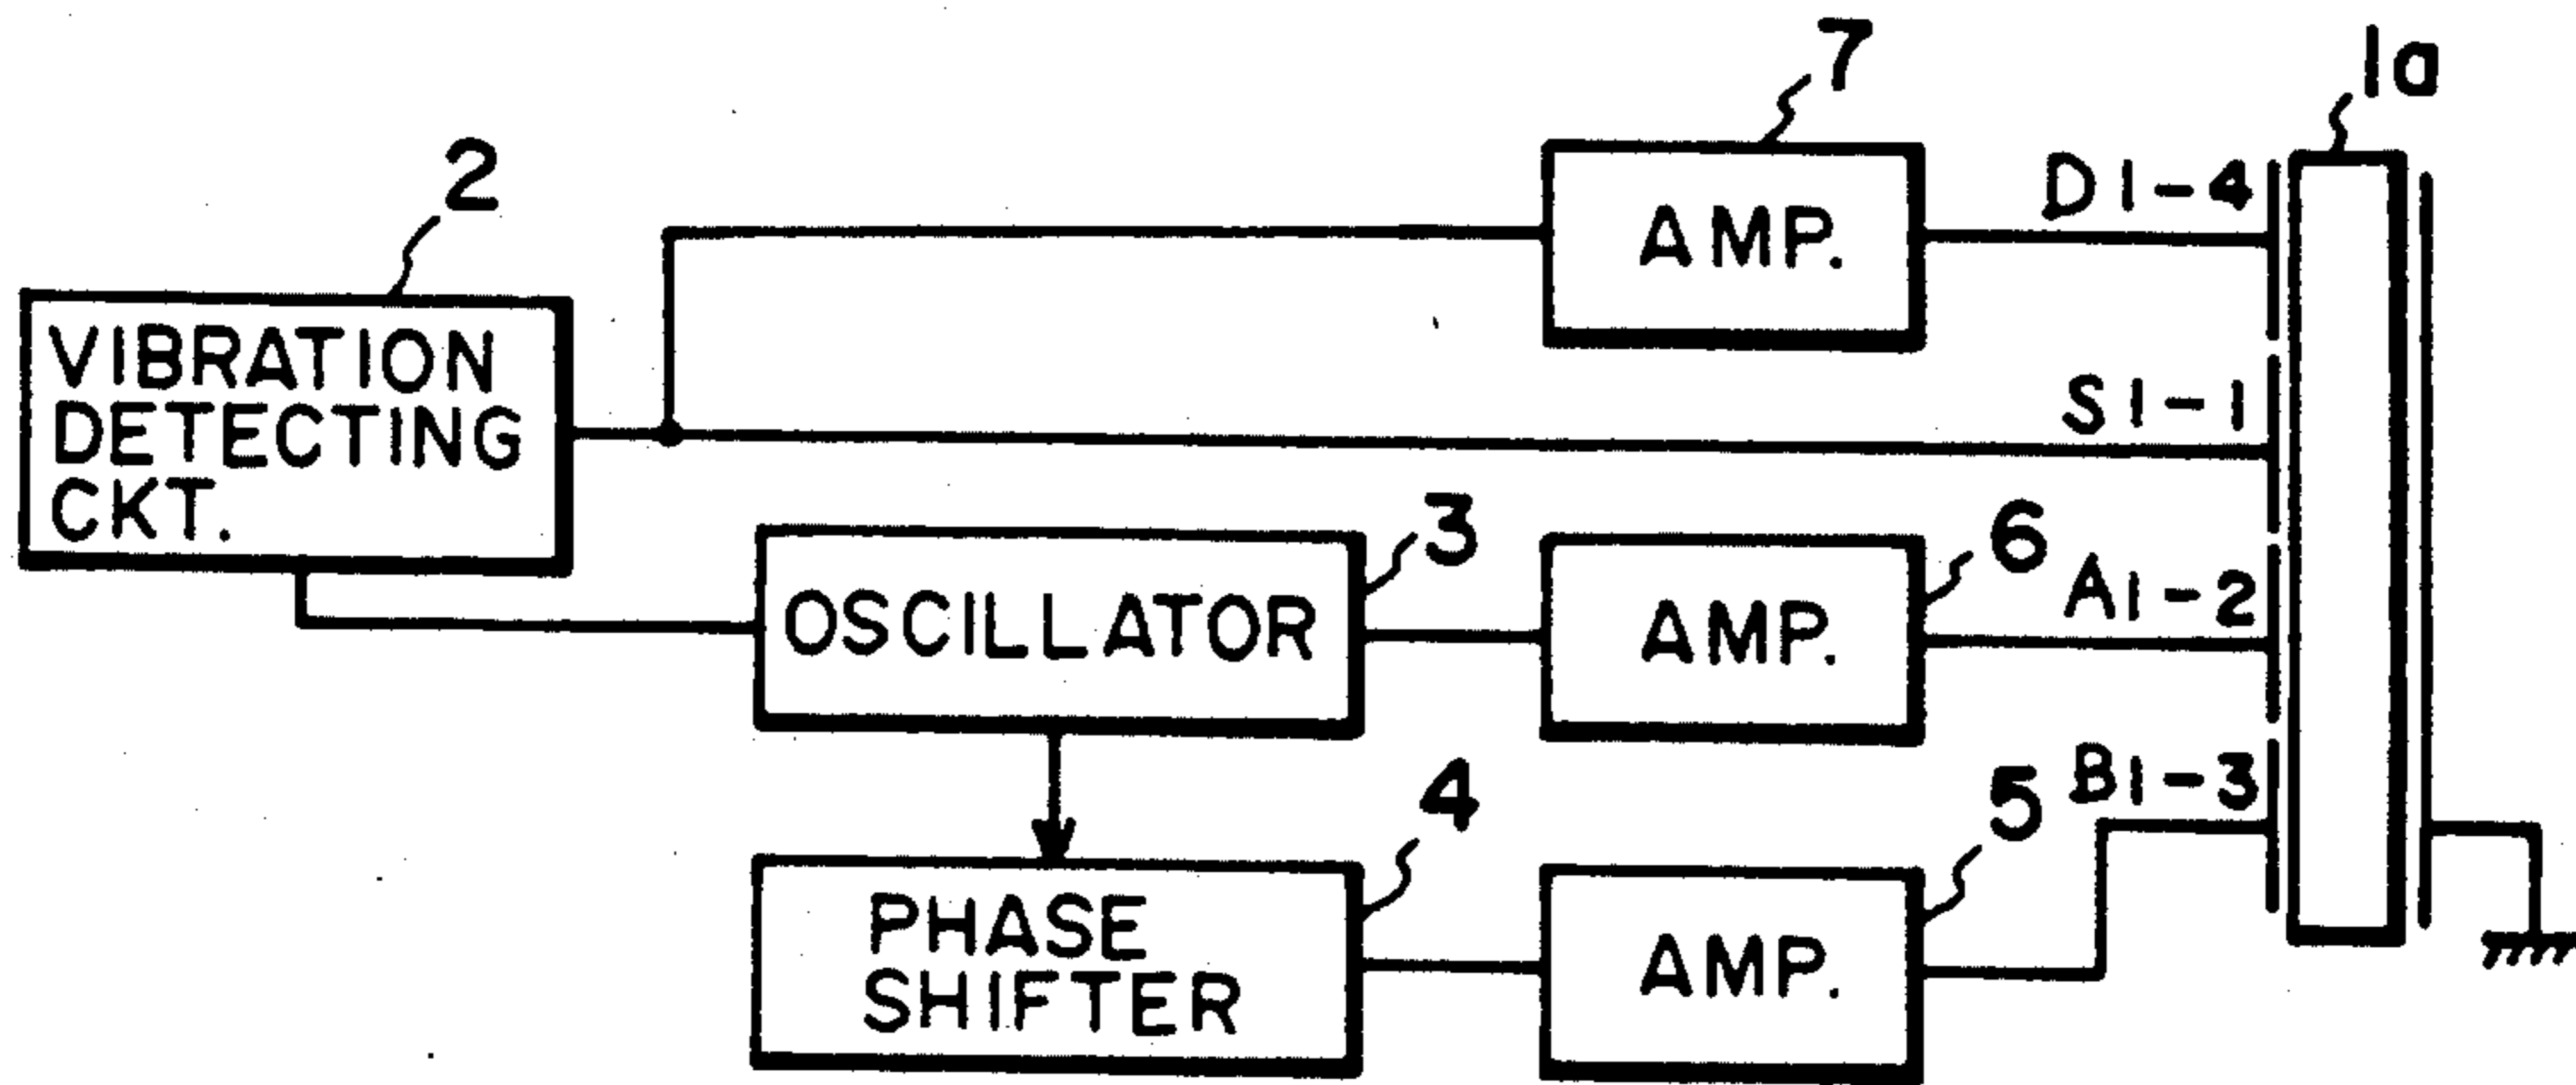 7
1a
2
AMP.
D1-4
VIBRATION
DETECTING
CKT.
S1-1
3
6
OSCILLATOR
AMP.
A1-2
4
5
B1-3
PHASE
SHIFTER
AMP.